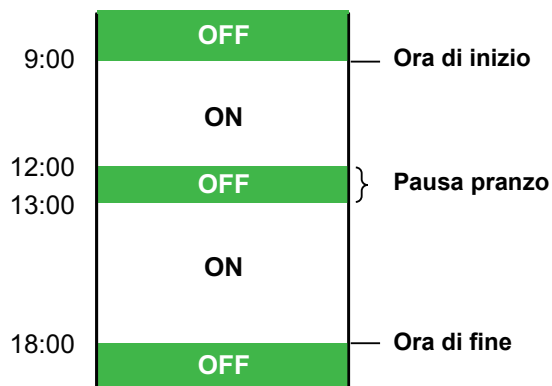 OFF
9:00
Ora di inizio
ON
12:00
OFF
Pausa pranzo
13:00
ON
18:00
Ora di fine
OFF